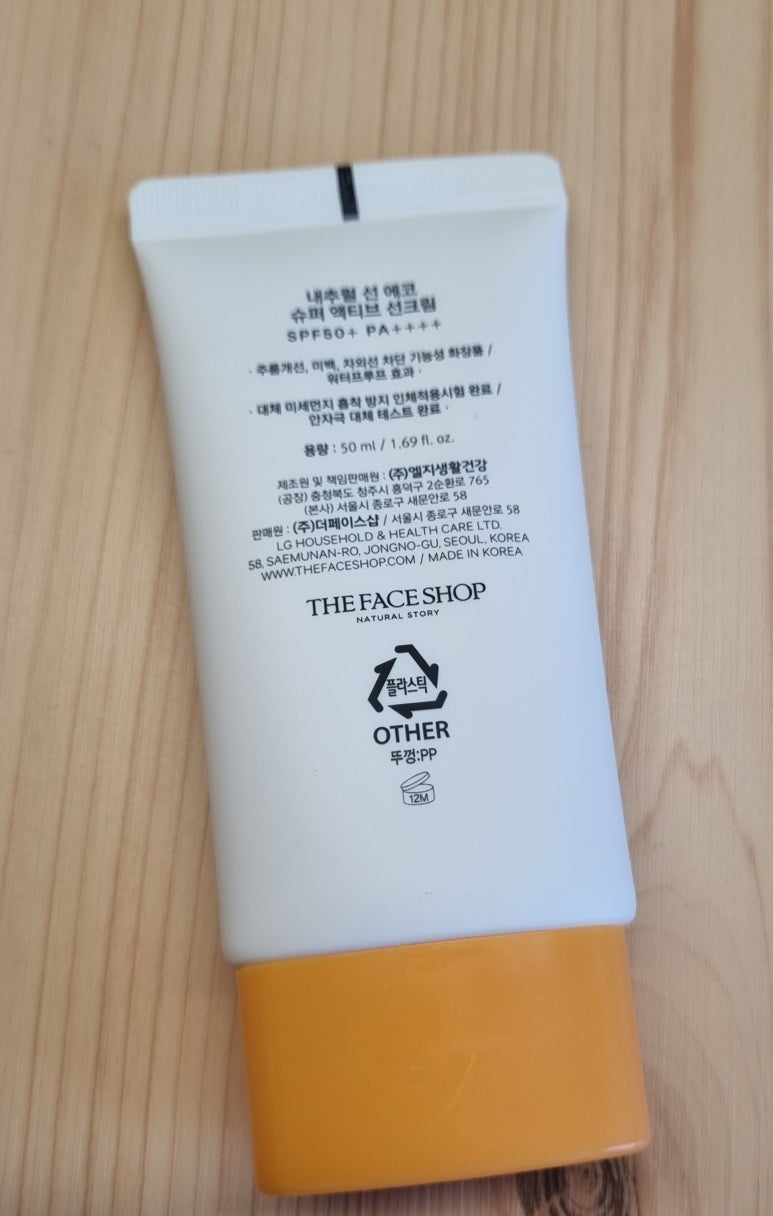 내추럴 선 에코
슈퍼 액티브 선크림
SPF50+ PA++++
· 주름개선, 미백, 자외선 차단 기능성 화장품 /
워터프루프 효과 ·
· 대체 미세먼지 흡착 방지 인체적용시험 완료 /
안자극 대체 테스트 완료 ·
용량 : 50 ml / 1.69 fl. oz.
제조원 및 책임판매원 : (주)엘지생활건강
(공장) 충청북도 청주시 흥덕구 2순환로 765
(본사) 서울시 종로구 새문안로 58
판매원 : (주)더페이스샵 / 서울시 종로구 새문안로 58
LG HOUSEHOLD & HEALTH CARE LTD.
58, SAEMUNAN-RO, JONGNO-GU, SEOUL, KOREA
WWW.THEFACESHOP.COM / MADE IN KOREA
THE FACE SHOP
NATURAL STORY
플라스틱
OTHER
뚜껑:PP
12M